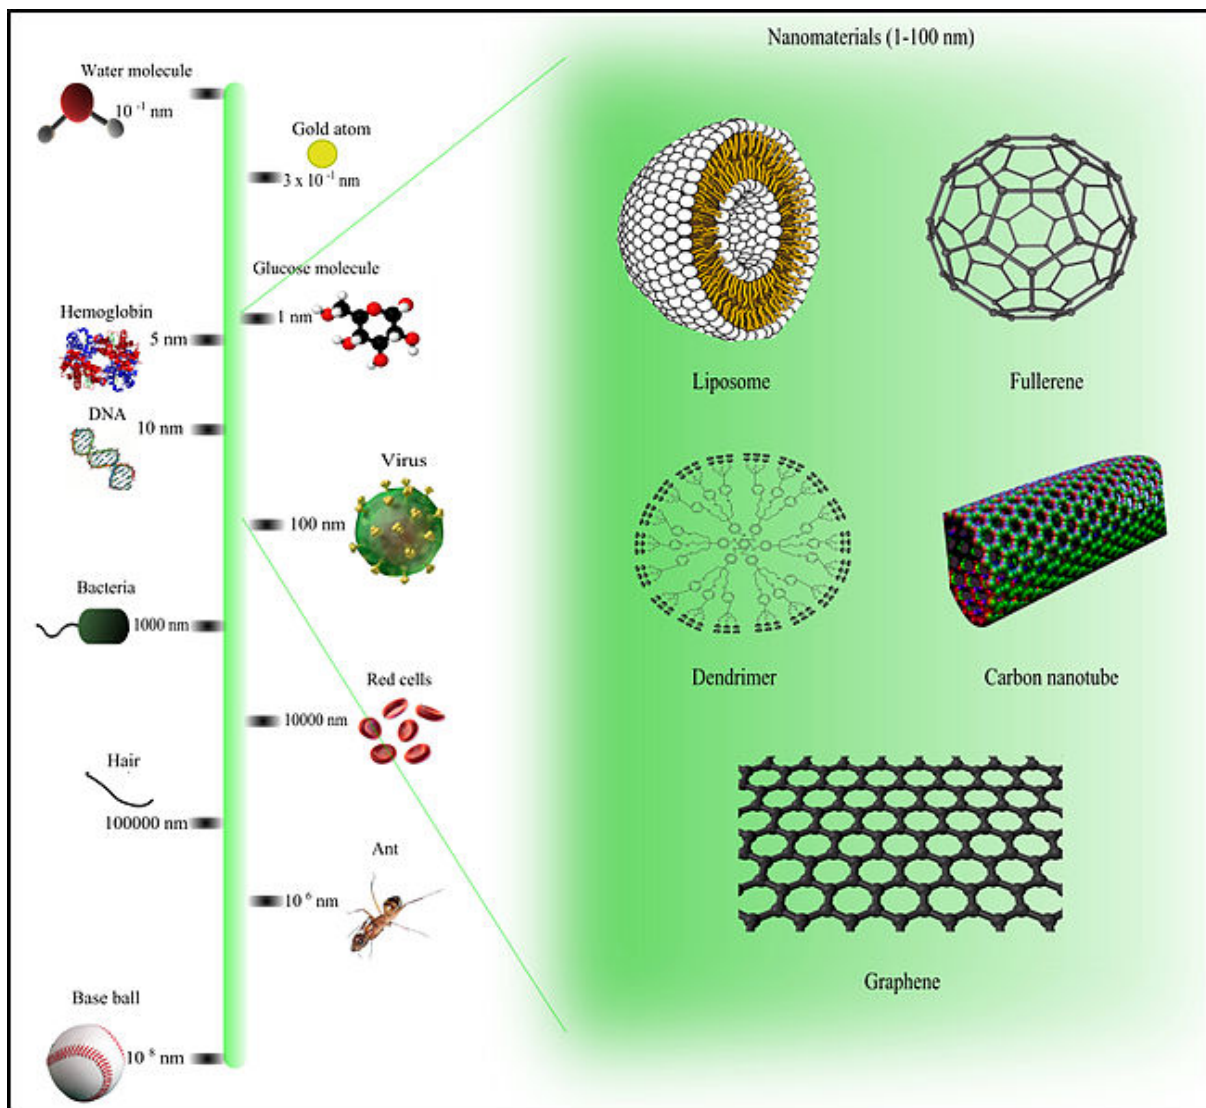 Nanomaterials (1-100 nm)
Water molecule
10 -1 nm
Gold atom
3 x 10 -1 nm
Glucose molecule
1 nm
Hemoglobin
5 nm
DNA
10 nm
Virus
100 nm
Bacteria
1000 nm
Red cells
10000 nm
Hair
100000 nm
Ant
10 6 nm
Base ball
10 8 nm
Liposome
Fullerene
Dendrimer
Carbon nanotube
Graphene